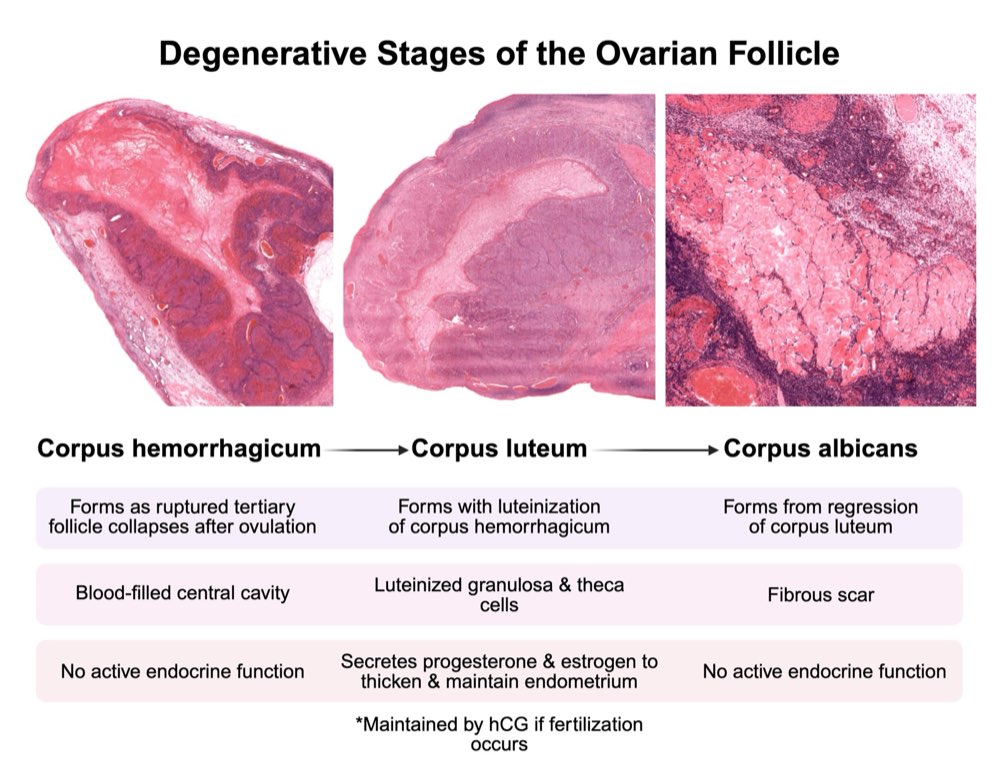 Degenerative Stages of the Ovarian Follicle
Corpus hemorrhagicum
Corpus luteum
Corpus albicans
Forms as ruptured tertiary
follicle collapses after ovulation
Forms with luteinization
of corpus hemorrhagicum
Forms from regression
of corpus luteum
Blood-filled central cavity
Luteinized granulosa & theca
cells
Fibrous scar
No active endocrine function
Secretes progesterone & estrogen to
thicken & maintain endometrium
No active endocrine function
*Maintained by hCG if fertilization
occurs